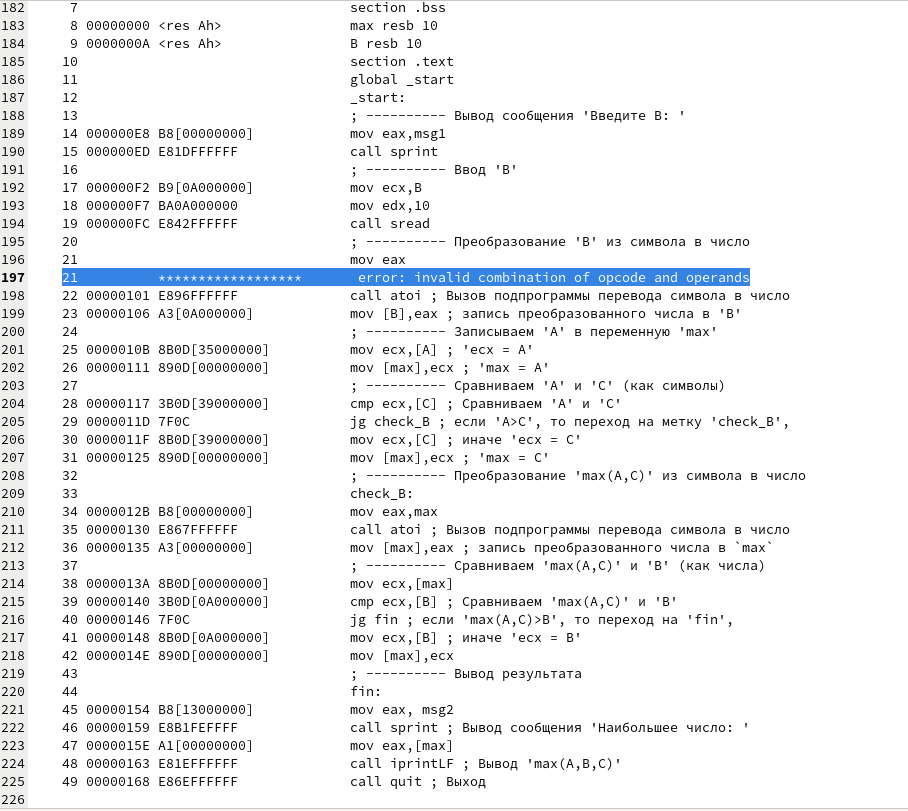 182 7 section .bss
183 8 00000000 <res Ah> max resb 10
184 9 0000000A <res Ah> B resb 10
185 10 section .text
186 11 global _start
187 12 _start:
188 13 ; ---------- Вывод сообщения 'Введите B: '
189 14 000000E8 B8[00000000] mov eax,msg1
190 15 000000ED E81DFFFFFF call sprint
191 16 ; ---------- Ввод 'B'
192 17 000000F2 B9[0A000000] mov ecx,B
193 18 000000F7 BA0A000000 mov edx,10
194 19 000000FC E842FFFFFF call sread
195 20 ; ---------- Преобразование 'B' из символа в число
196 21 mov eax
197 21 ****************** error: invalid combination of opcode and operands
198 22 00000101 E896FFFFFF call atoi ; Вызов подпрограммы перевода символа в число
199 23 00000106 A3[0A000000] mov [B],eax ; запись преобразованного числа в 'B'
200 24 ; ---------- Записываем 'A' в переменную 'max'
201 25 0000010B 8B0D[35000000] mov ecx,[A] ; 'ecx = A'
202 26 00000111 890D[00000000] mov [max],ecx ; 'max = A'
203 27 ; ---------- Сравниваем 'A' и 'C' (как символы)
204 28 00000117 3B0D[39000000] cmp ecx,[C] ; Сравниваем 'A' и 'C'
205 29 0000011D 7F0C jg check_B ; если 'A>C', то переход на метку 'check_B',
206 30 0000011F 8B0D[39000000] mov ecx,[C] ; иначе 'ecx = C'
207 31 00000125 890D[00000000] mov [max],ecx ; 'max = C'
208 32 ; ---------- Преобразование 'max(A,C)' из символа в число
209 33 check_B:
210 34 0000012B B8[00000000] mov eax,max
211 35 00000130 E867FFFFFF call atoi ; Вызов подпрограммы перевода символа в число
212 36 00000135 A3[00000000] mov [max],eax ; запись преобразованного числа в `max`
213 37 ; ---------- Сравниваем 'max(A,C)' и 'B' (как числа)
214 38 0000013A 8B0D[00000000] mov ecx,[max]
215 39 00000140 3B0D[0A000000] cmp ecx,[B] ; Сравниваем 'max(A,C)' и 'B'
216 40 00000146 7F0C jg fin ; если 'max(A,C)>B', то переход на 'fin',
217 41 00000148 8B0D[0A000000] mov ecx,[B] ; иначе 'ecx = B'
218 42 0000014E 890D[00000000] mov [max],ecx
219 43 ; ---------- Вывод результата
220 44 fin:
221 45 00000154 B8[13000000] mov eax, msg2
222 46 00000159 E8B1FEFFFF call sprint ; Вывод сообщения 'Наибольшее число: '
223 47 0000015E A1[00000000] mov eax,[max]
224 48 00000163 E81EFFFFFF call iprintLF ; Вывод 'max(A,B,C)'
225 49 00000168 E86EFFFFFF call quit ; Выход
226